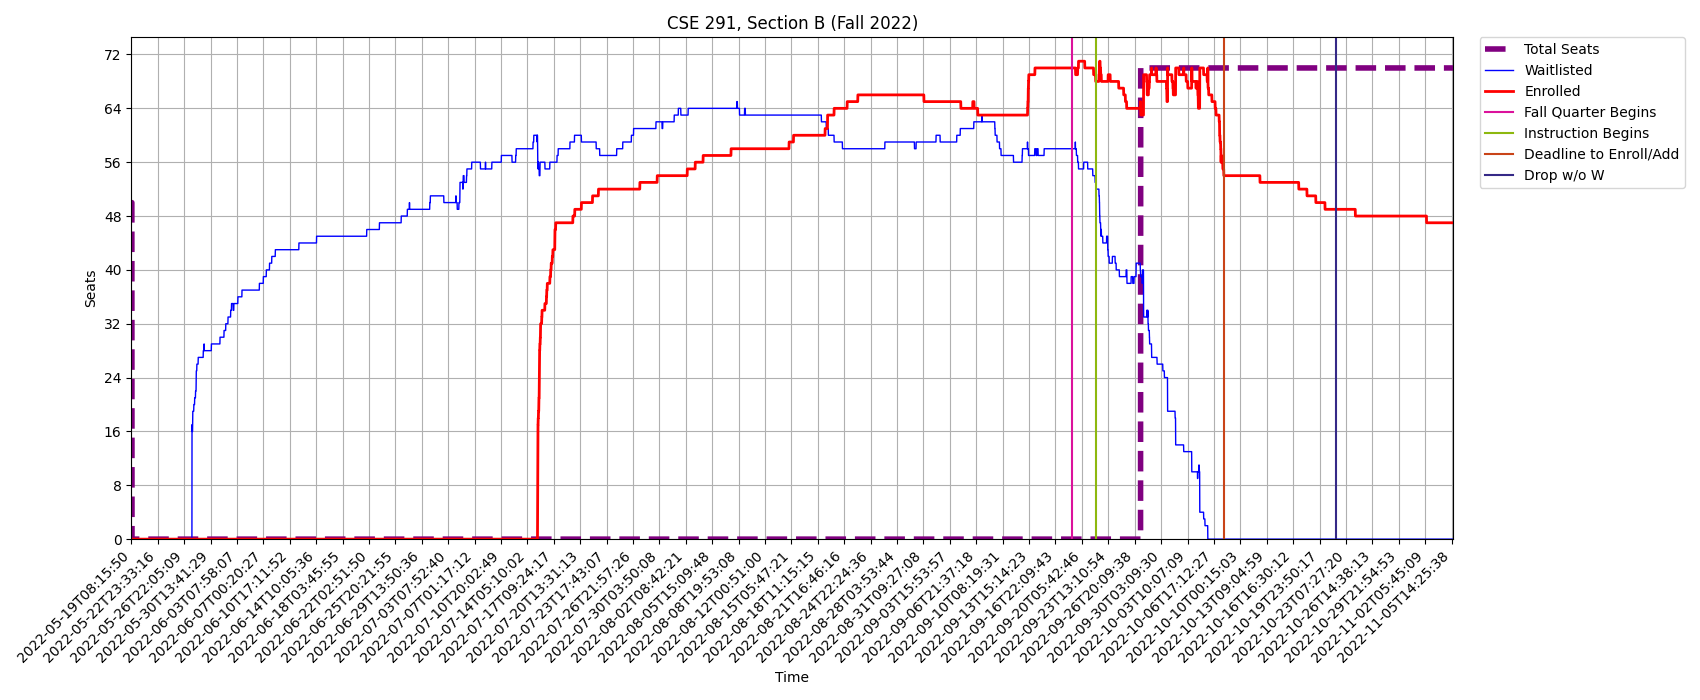 CSE 291, Section B (Fall 2022)
Total Seats
Waitlisted
Enrolled
Fall Quarter Begins
Instruction Begins
Deadline to Enroll/Add
Drop w/o W
Seats
72
64
56
48
40
32
24
16
8
0
2022-05-19T08:15:50
2022-05-22T23:33:16
2022-05-26T22:05:09
2022-05-30T13:41:29
2022-06-03T07:58:07
2022-06-07T00:20:27
2022-06-10T17:11:52
2022-06-14T10:05:36
2022-06-18T03:45:55
2022-06-22T02:51:50
2022-06-25T20:21:55
2022-06-29T13:50:36
2022-07-03T07:52:40
2022-07-07T01:17:12
2022-07-10T20:02:49
2022-07-14T05:10:02
2022-07-17T09:24:17
2022-07-20T13:31:13
2022-07-23T17:43:07
2022-07-26T21:57:26
2022-07-30T03:50:08
2022-08-02T08:42:21
2022-08-05T15:09:48
2022-08-08T19:53:08
2022-08-12T00:51:00
2022-08-15T05:47:21
2022-08-18T11:15:15
2022-08-21T16:46:16
2022-08-24T22:24:36
2022-08-28T03:53:44
2022-08-31T09:27:08
2022-09-03T15:53:57
2022-09-06T21:37:18
2022-09-10T08:19:31
2022-09-13T15:14:23
2022-09-16T22:09:43
2022-09-20T05:42:46
2022-09-23T13:10:54
2022-09-26T20:09:38
2022-09-30T03:09:30
2022-10-03T10:07:09
2022-10-06T17:12:27
2022-10-10T00:15:03
2022-10-13T09:04:59
2022-10-16T16:30:12
2022-10-19T23:50:17
2022-10-23T07:27:20
2022-10-26T14:38:13
2022-10-29T21:54:53
2022-11-02T05:45:09
2022-11-05T14:25:38
Time